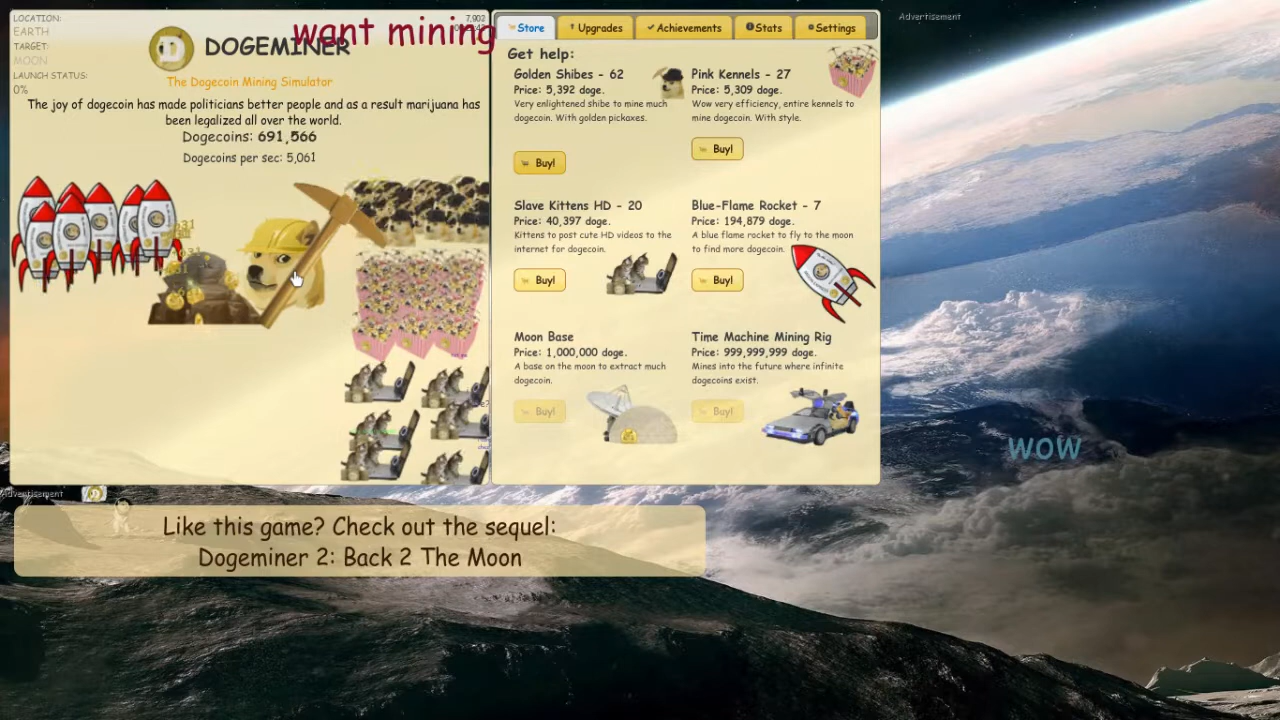 LOCATION:
EARTH
TARGET:
MOON
LAUNCH STATUS:
0%
7,902
want mining
DOGEMINER
The Dogecoin Mining Simulator
The joy of dogecoin has made politicians better people and as a result marijuana has
been legalized all over the world.
Dogecoins: 691,566
Dogecoins per sec: 5,061
Store
Upgrades
Achievements
Stats
Settings
Get help:
Golden Shibes - 62
Price: 5,392 doge.
Very enlightened shibe to mine much
dogecoin. With golden pickaxes.
Buy!
Pink Kennels - 27
Price: 5,309 doge.
Wow very efficiency, entire kennels to
mine dogecoin. With style.
Buy!
Slave Kittens HD - 20
Price: 40,397 doge.
Kittens to post cute HD videos to the
internet for dogecoin.
Buy!
Blue-Flame Rocket - 7
Price: 194,879 doge.
A blue flame rocket to fly to the moon
to find more dogecoin.
Buy!
Moon Base
Price: 1,000,000 doge.
A base on the moon to extract much
dogecoin.
Buy!
Time Machine Mining Rig
Price: 999,999,999 doge.
Mines into the future where infinite
dogecoins exist.
Buy!
Advertisement
wow
Advertisement
Like this game? Check out the sequel:
Dogeminer 2: Back 2 The Moon